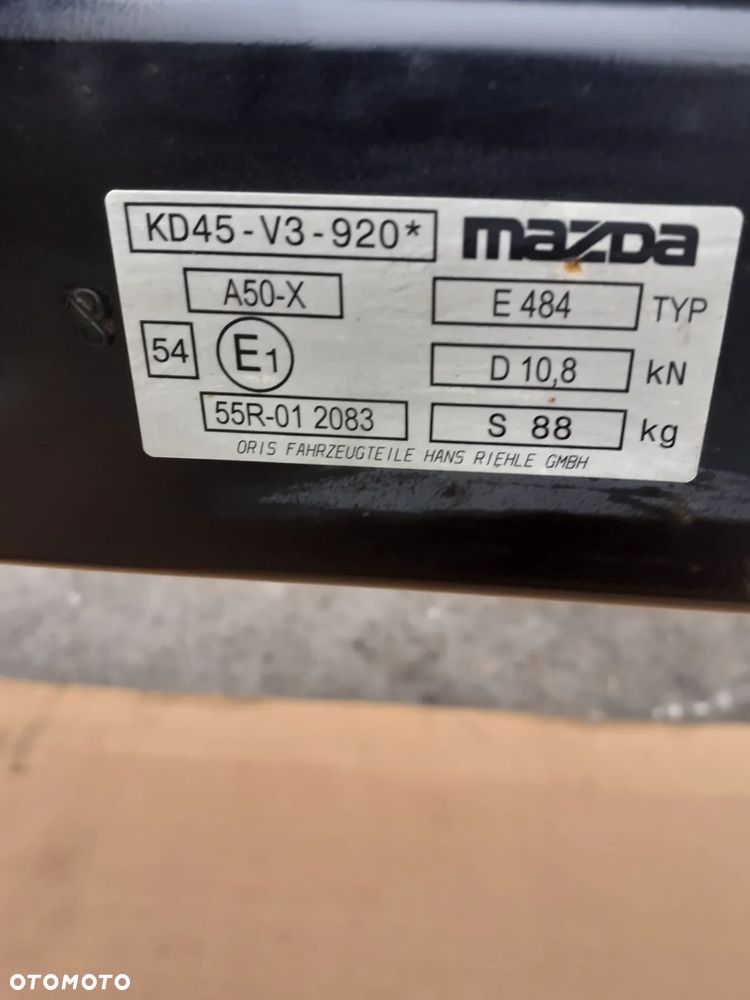 KD45-V3-920* mazda
A50-X E 484 TYP
54 E1 D 10,8 kN
55R-01 2083 S 88 kg
ORIS FAHRZEUGTEILE HANS RIEHLE GMBH
OTOMOTO